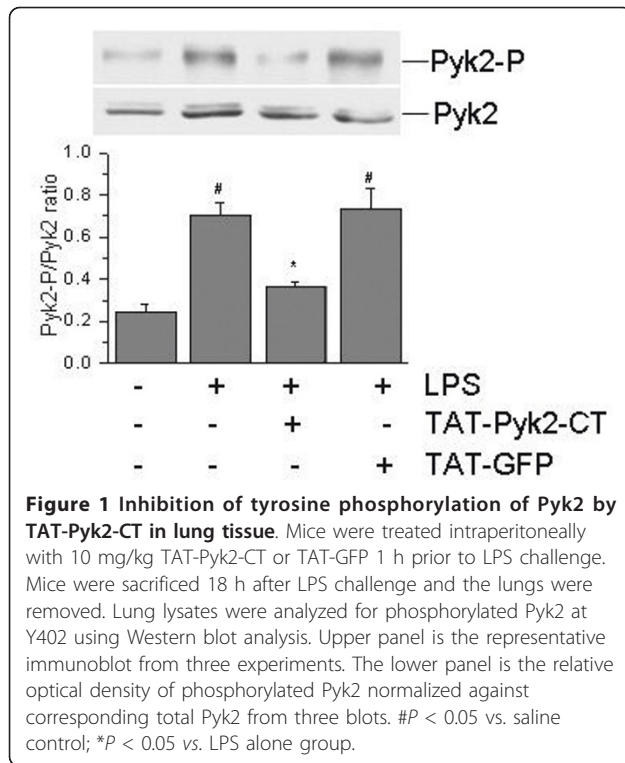 Pyk2-P
Pyk2
1.0
0.8
0.6
0.4
0.2
0.0
Pyk2-P/Pyk2 ratio
#
*
#
- + + + LPS
- - + - TAT-Pyk2-CT
- - - + TAT-GFP
Figure 1 Inhibition of tyrosine phosphorylation of Pyk2 by
TAT-Pyk2-CT in lung tissue. Mice were treated intraperitoneally
with 10 mg/kg TAT-Pyk2-CT or TAT-GFP 1 h prior to LPS challenge.
Mice were sacrificed 18 h after LPS challenge and the lungs were
removed. Lung lysates were analyzed for phosphorylated Pyk2 at
Y402 using Western blot analysis. Upper panel is the representative
immunoblot from three experiments. The lower panel is the relative
optical density of phosphorylated Pyk2 normalized against
corresponding total Pyk2 from three blots. #P < 0.05 vs. saline
control; *P < 0.05 vs. LPS alone group.